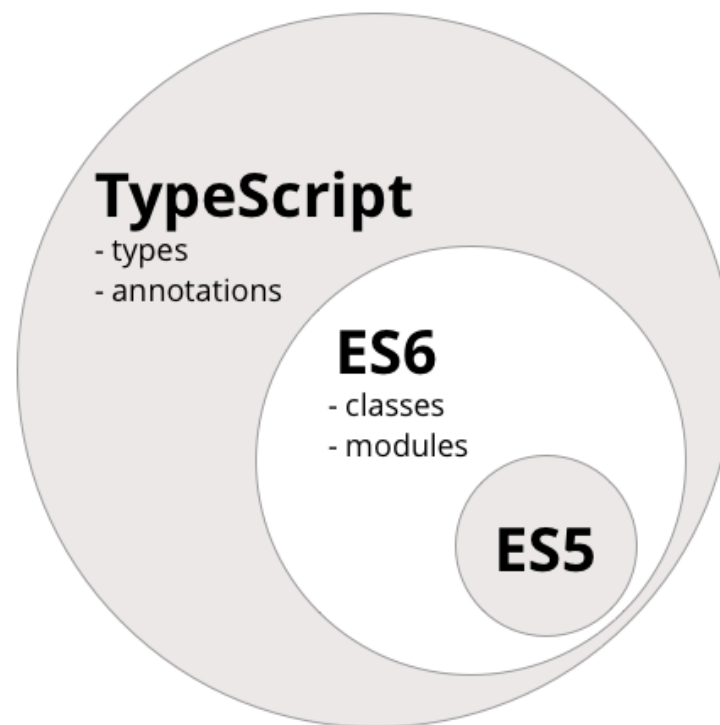 TypeScript
- types
- annotations
ES6
- classes
- modules
ES5